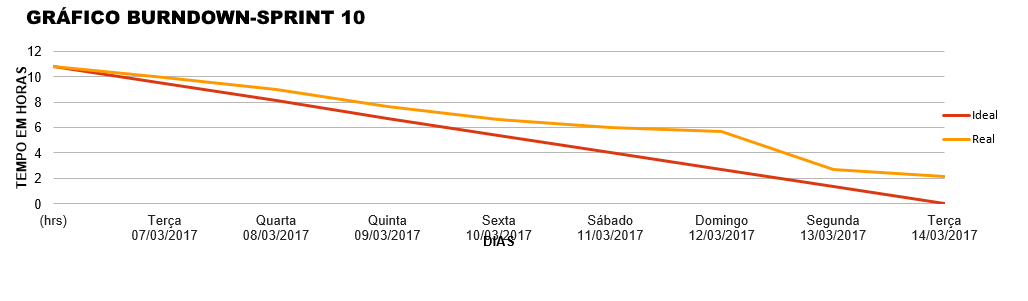 GRÁFICO BURNDOWN-SPRINT 10
TEMPO EM HORAS
12
10
8
6
4
2
0
(hrs) Terça Quarta Quinta Sexta Sábado Domingo Segunda Terça
07/03/2017 08/03/2017 09/03/2017 10/03/2017 11/03/2017 12/03/2017 13/03/2017 14/03/2017
DIAS
Ideal
Real